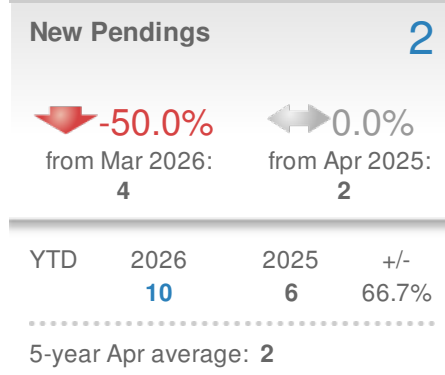 New Pendings 2
-50.0% 0.0%
from Mar 2026: from Apr 2025:
4 2
YTD 2026 2025 +/-
10 6 66.7%
5-year Apr average: 2